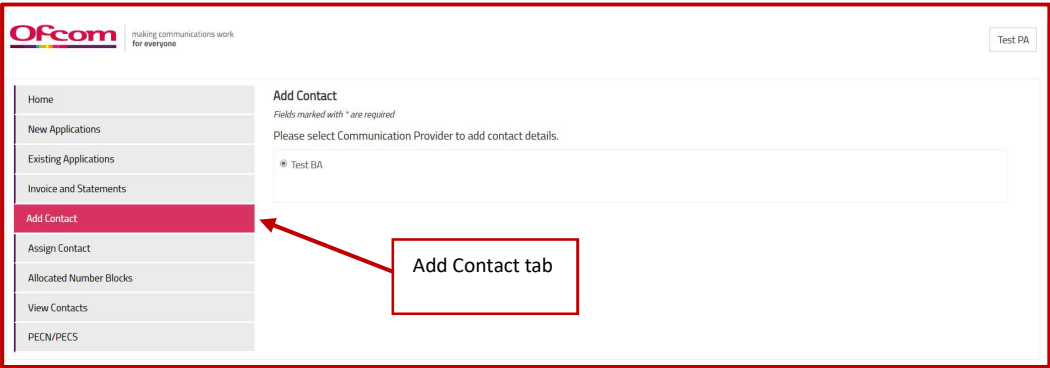 Ofcom
making communications work
for everyone
Test PA
Home
New Applications
Existing Applications
Invoice and Statements
Add Contact
Assign Contact
Allocated Number Blocks
View Contacts
PECN/PECS
Add Contact
Fields marked with * are required
Please select Communication Provider to add contact details.
Test BA
Add Contact tab